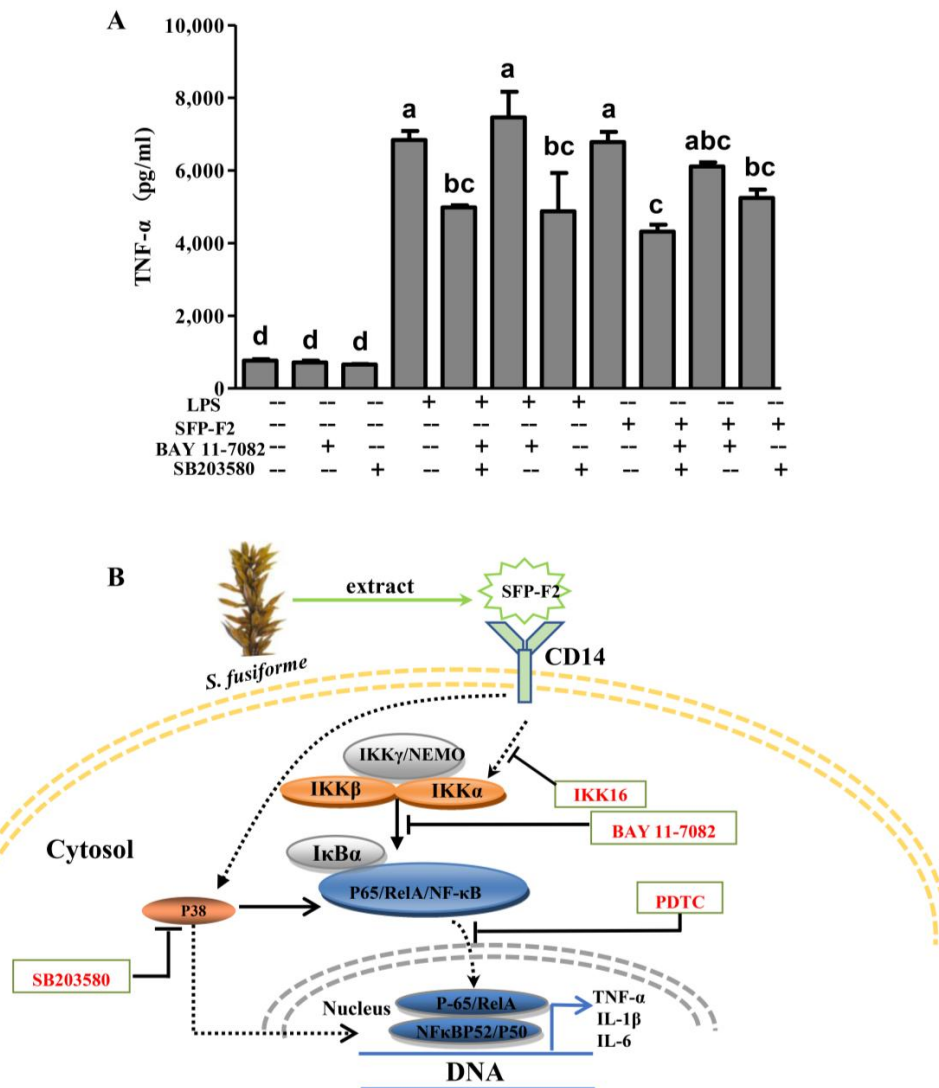 A
10,000
8,000
6,000
4,000
2,000
0
TNF-α (pg/ml)
d d d a bc a bc a c abc bc
LPS -- -- -- + + + + -- -- -- --
SFP-F2 -- -- -- -- -- -- -- + + + +
BAY 11-7082 -- + -- -- + + -- -- + + --
SB203580 -- -- + -- + -- + -- + -- +
B
extract
SFP-F2
S. fusiforme
CD14
IKKγ/NEMO
IKKβ
IKKα
IKK16
BAY 11-7082
Cytosol
IκBα
P65/RelA/NF-κB
P38
PDTC
SB203580
Nucleus
P-65/RelA
NFκBP52/P50
TNF-α
IL-1β
IL-6
DNA